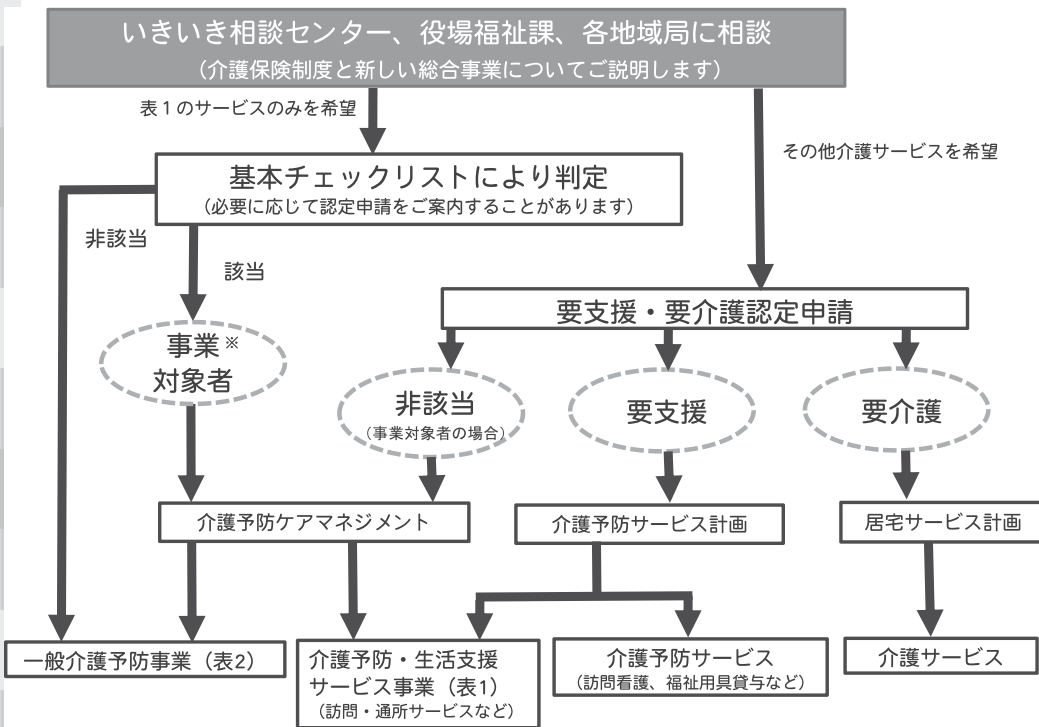 いきいき相談センター、役場福祉課、各地域局に相談
(介護保険制度と新しい総合事業についてご説明します)
表1のサービスのみを希望
その他介護サービスを希望
基本チェックリストにより判定
(必要に応じて認定申請をご案内することがあります)
非該当
該当
要支援・要介護認定申請
事業※
対象者
非該当
(事業対象者の場合)
要支援
要介護
介護予防ケアマネジメント
介護予防サービス計画
居宅サービス計画
一般介護予防事業(表2)
介護予防・生活支援
サービス事業(表1)
(訪問・通所サービスなど)
介護予防サービス
(訪問看護、福祉用具貸与など)
介護サービス